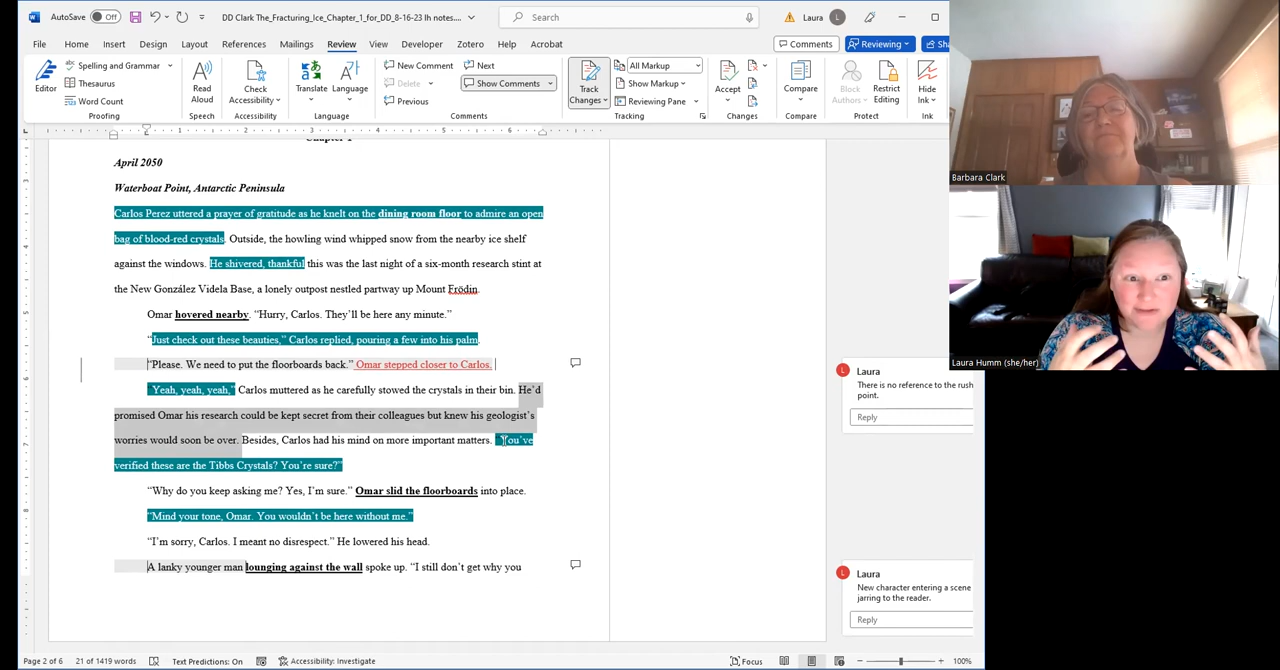 AutoSave Off DD Clark The_Fracturing_Ice_Chapter_1_for_DD_8-16-23 lh notes.... Search Laura L
File Home Insert Design Layout References Mailings Review View Developer Zotero Help Acrobat Comments Reviewing Sha
Editor
Spelling and Grammar
Thesaurus
Word Count
Proofing
Read Aloud
Speech
Check Accessibility
Accessibility
Translate Language
Language
New Comment Next
Delete Show Comments
Previous
Comments
Track Changes
All Markup
Show Markup
Reviewing Pane
Tracking
Accept
Changes
Compare
Compare
Block Authors
Restrict Editing
Protect
Hide Ink
Ink
April 2050
Waterboat Point, Antarctic Peninsula
Carlos Perez uttered a prayer of gratitude as he knelt on the dining room floor to admire an open
bag of blood-red crystals. Outside, the howling wind whipped snow from the nearby ice shelf
against the windows. He shivered, thankful this was the last night of a six-month research stint at
the New González Videla Base, a lonely outpost nestled partway up Mount Frödin.
Omar hovered nearby. “Hurry, Carlos. They’ll be here any minute.”
“Just check out these beauties,” Carlos replied, pouring a few into his palm.
“Please. We need to put the floorboards back.” Omar stepped closer to Carlos.
“Yeah, yeah, yeah,” Carlos muttered as he carefully stowed the crystals in their bin. He’d
promised Omar his research could be kept secret from their colleagues but knew his geologist’s
worries would soon be over. Besides, Carlos had his mind on more important matters. “You’ve
verified these are the Tibbs Crystals? You’re sure?”
“Why do you keep asking me? Yes, I’m sure.” Omar slid the floorboards into place.
“Mind your tone, Omar. You wouldn’t be here without me.”
“I’m sorry, Carlos. I meant no disrespect.” He lowered his head.
A lanky younger man lounging against the wall spoke up. “I still don’t get why you
L Laura
There is no reference to the rush
point.
Reply
L Laura
New character entering a scene
jarring to the reader.
Reply
Barbara Clark
Laura Humm (she/her)
Page 2 of 6 21 of 1419 words Text Predictions: On Accessibility: Investigate Focus 100%